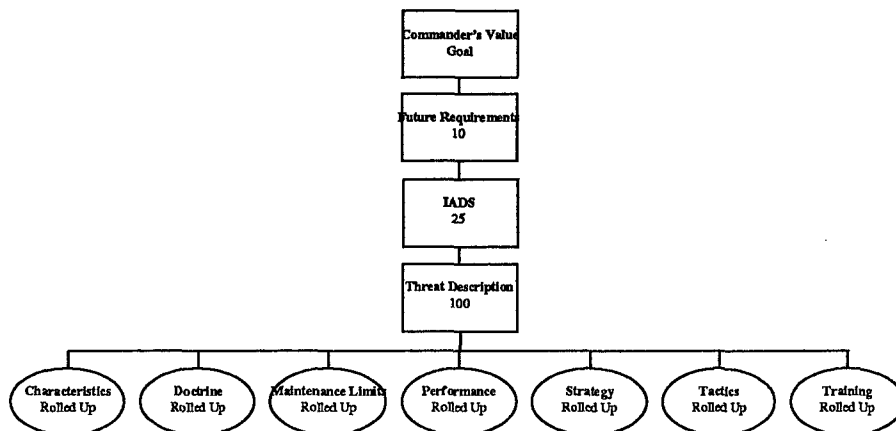 Commander's Value
Goal
Future Requirements
10
IADS
25
Threat Description
100
Characteristics
Rolled Up
Doctrine
Rolled Up
Maintenance Limits
Rolled Up
Performance
Rolled Up
Strategy
Rolled Up
Tactics
Rolled Up
Training
Rolled Up